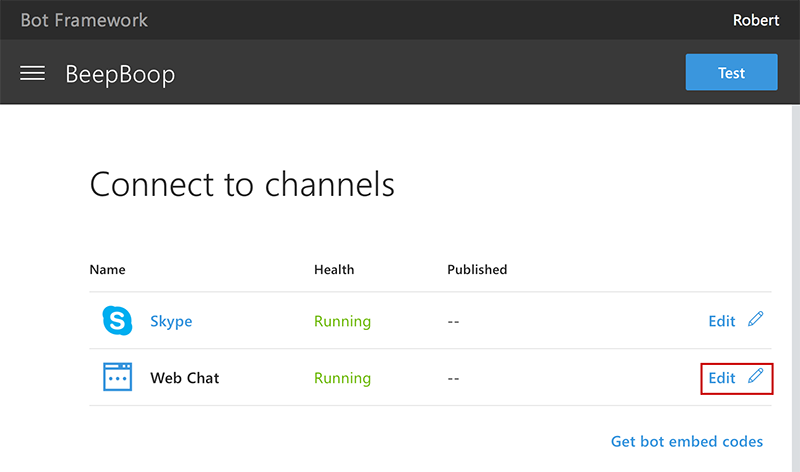 Bot Framework Robert
BeepBoop Test
Connect to channels
Name Health Published
Skype Running -- Edit
Web Chat Running -- Edit
Get bot embed codes